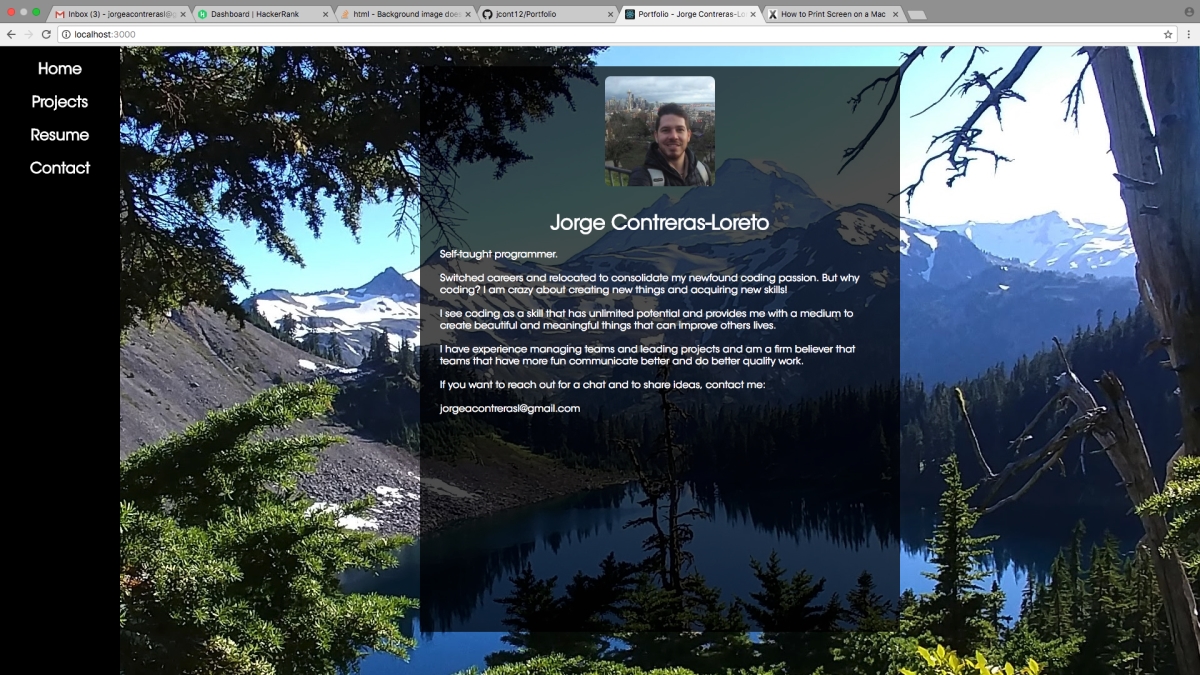 Inbox (3) - jorgeacontrerasl@g
Dashboard | HackerRank
html - Background image does
jcont12/Portfolio
Portfolio - Jorge Contreras-Lo
How to Print Screen on a Mac
localhost:3000
Home
Projects
Resume
Contact
Jorge Contreras-Loreto
Self-taught programmer.
Switched careers and relocated to consolidate my newfound coding passion. But why
coding? I am crazy about creating new things and acquiring new skills!
I see coding as a skill that has unlimited potential and provides me with a medium to
create beautiful and meaningful things that can improve others lives.
I have experience managing teams and leading projects and am a firm believer that
teams that have more fun communicate better and do better quality work.
If you want to reach out for a chat and to share ideas, contact me:
jorgeacontrerasl@gmail.com